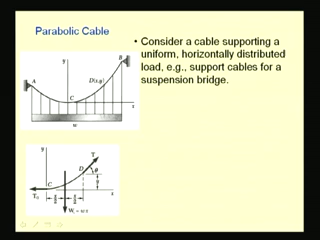 Parabolic Cable
• Consider a cable supporting a
uniform, horizontally distributed
load, e.g., support cables for a
suspension bridge.
y
B
A
D(x,y)
C
x
w
y
T
D
θ
y
C
T₀
x
W = wx